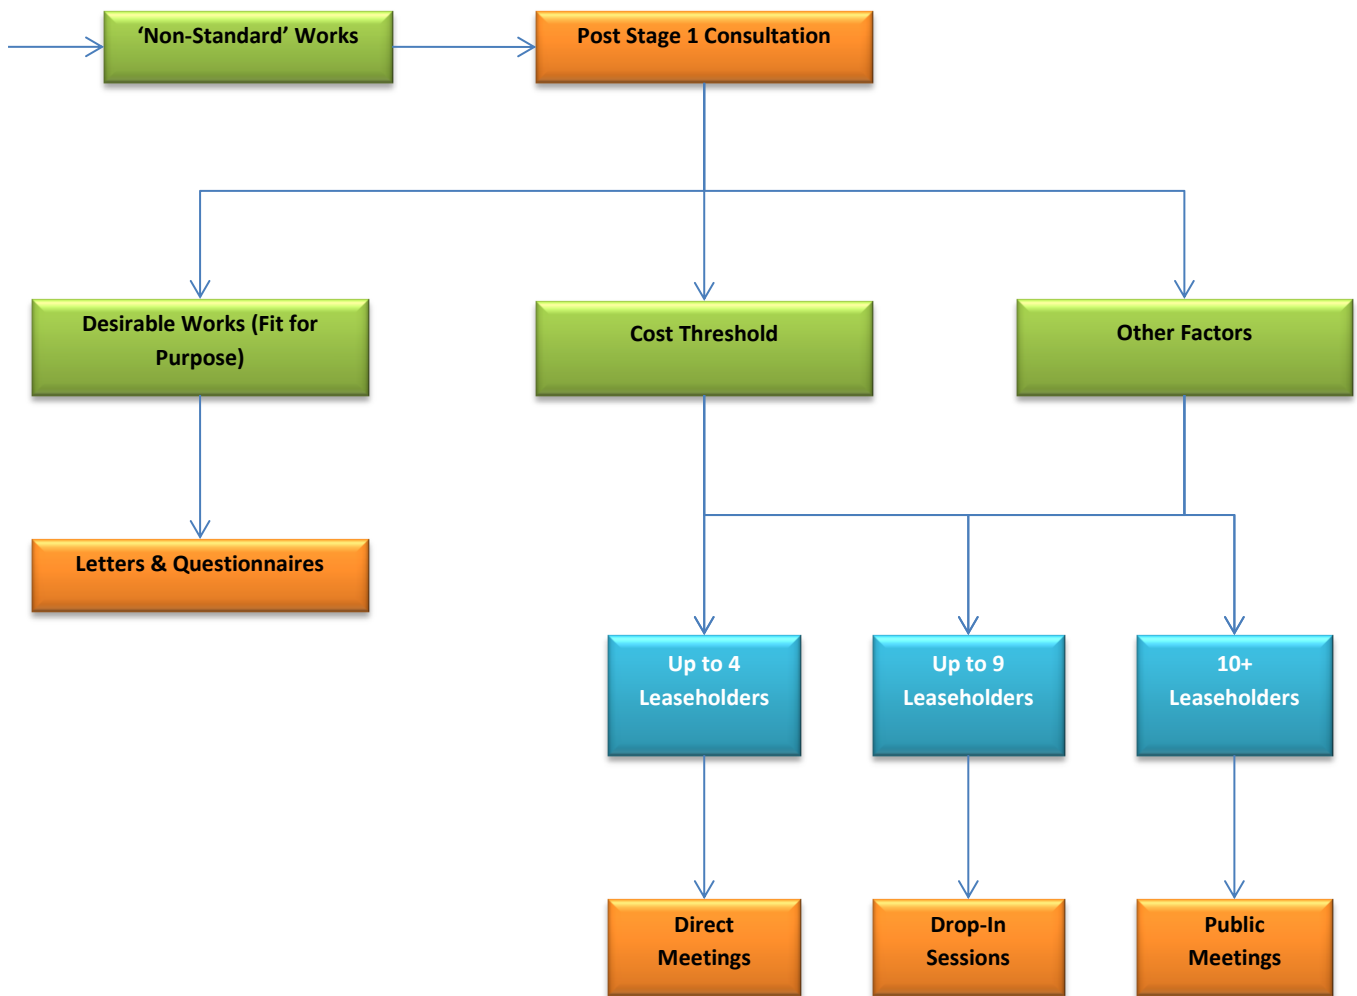 ‘Non-Standard’ Works
Post Stage 1 Consultation
Desirable Works (Fit for
Purpose)
Cost Threshold
Other Factors
Letters & Questionnaires
Up to 4
Leaseholders
Up to 9
Leaseholders
10+
Leaseholders
Direct
Meetings
Drop-In
Sessions
Public
Meetings